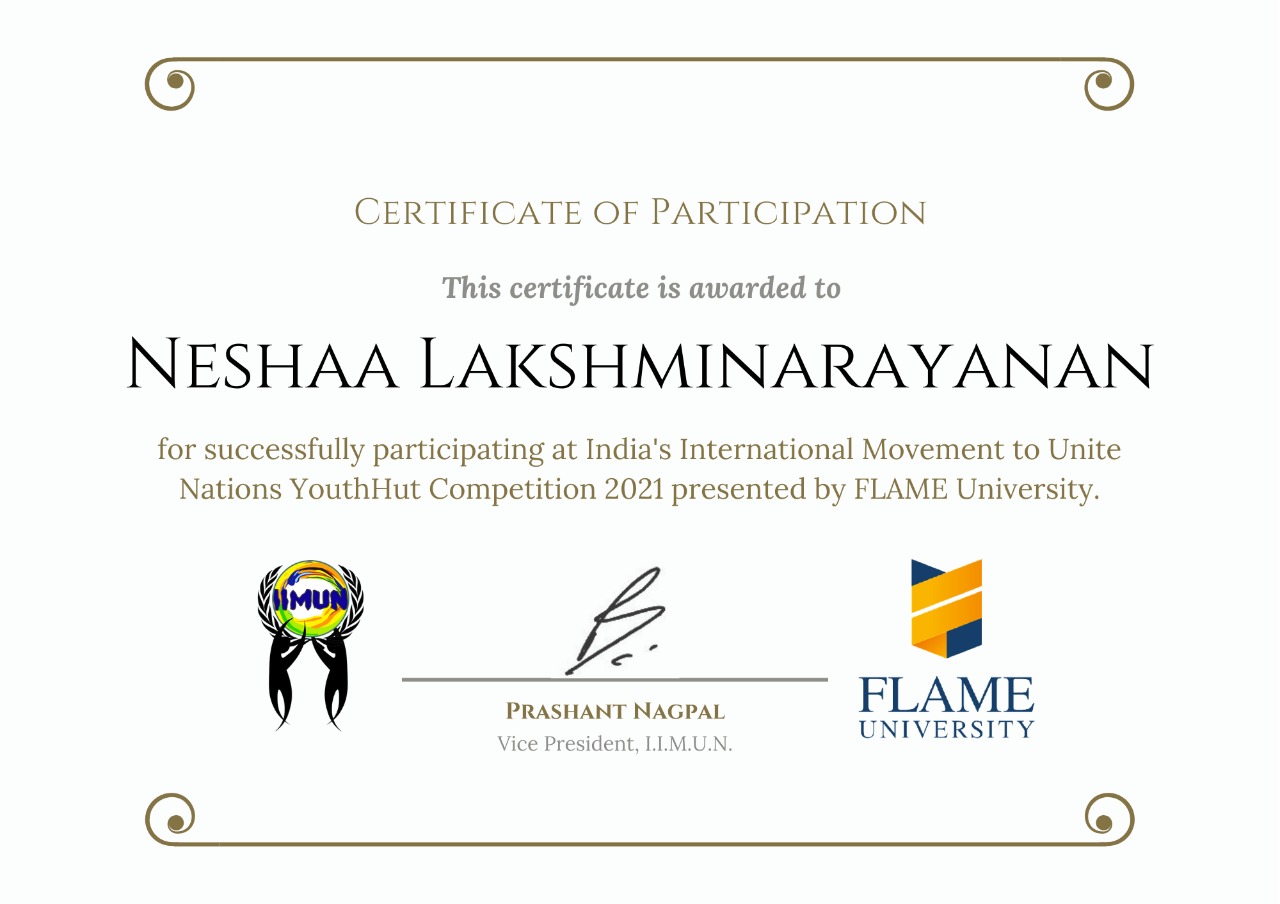 Certificate of Participation
This certificate is awarded to
Neshaa Lakshminarayanan
for successfully participating at India's International Movement to Unite
Nations YouthHut Competition 2021 presented by FLAME University.
IIMUN
Prashant Nagpal
Vice President, I.I.M.U.N.
FLAME
UNIVERSITY